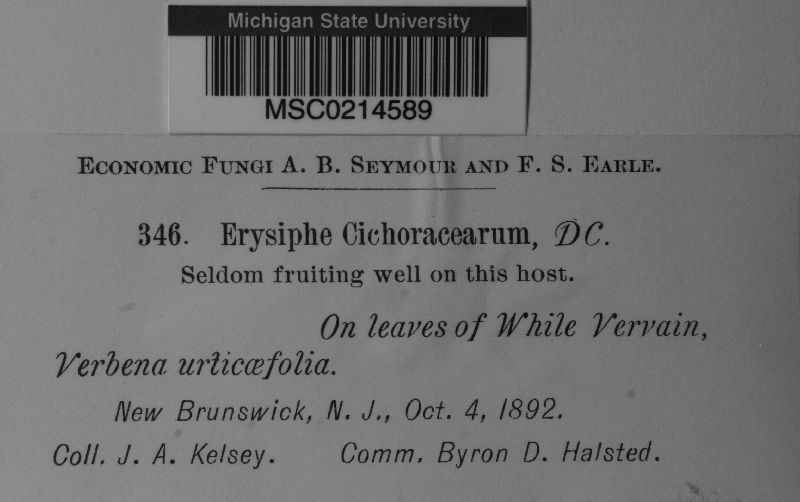 Michigan State University
MSC0214589
ECONOMIC FUNGI A. B. SEYMOUR AND F. S. EARLE.
346. Erysiphe Cichoracearum, DC.
Seldom fruiting well on this host.
On leaves of While Vervain,
Verbena urticæfolia.
New Brunswick, N. J., Oct. 4, 1892.
Coll. J. A. Kelsey. Comm. Byron D. Halsted.